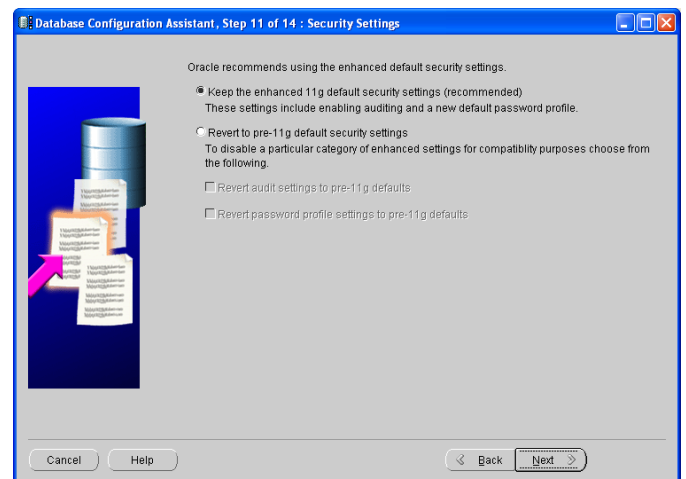 Database Configuration Assistant, Step 11 of 14 : Security Settings
Oracle recommends using the enhanced default security settings.
Keep the enhanced 11g default security settings (recommended)
These settings include enabling auditing and a new default password profile.
Revert to pre-11g default security settings
To disable a particular category of enhanced settings for compatiblity purposes choose from
the following.
Revert audit settings to pre-11g defaults
Revert password profile settings to pre-11g defaults
Cancel
Help
Back
Next